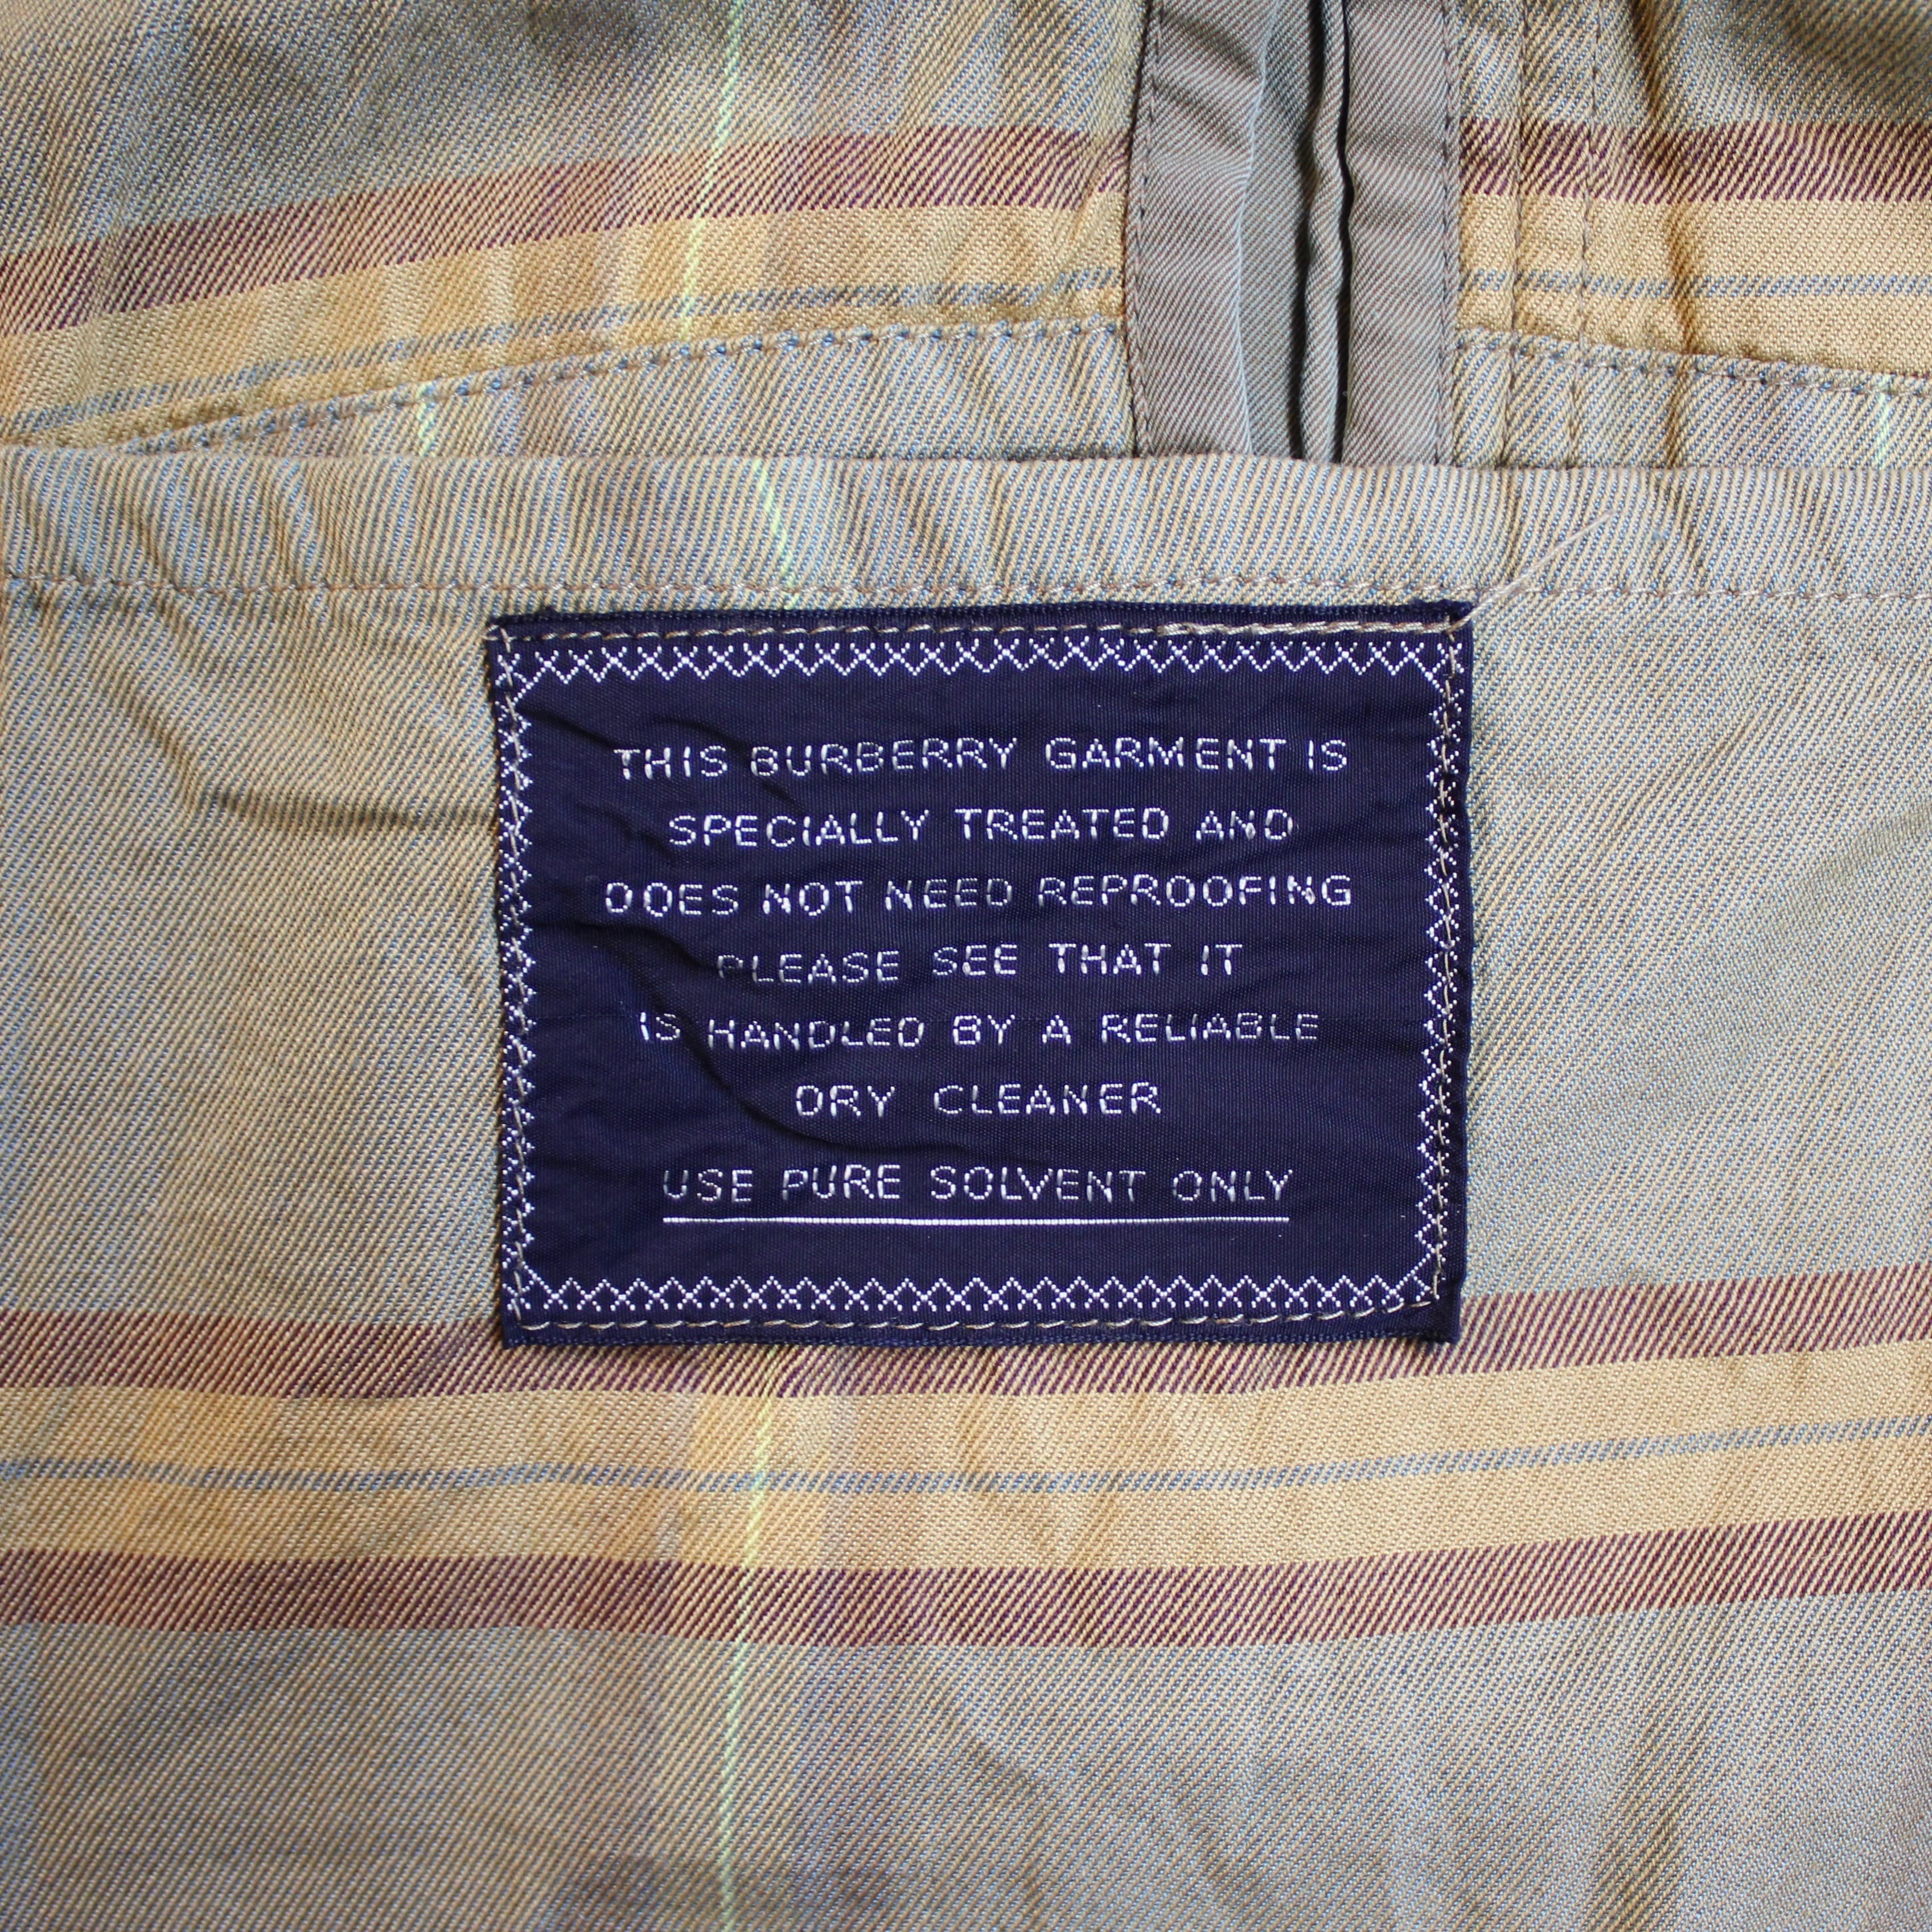 THIS BURBERRY GARMENT IS
SPECIALLY TREATED AND
DOES NOT NEED REPROOFING
PLEASE SEE THAT IT
IS HANDLED BY A RELIABLE
DRY CLEANER
USE PURE SOLVENT ONLY